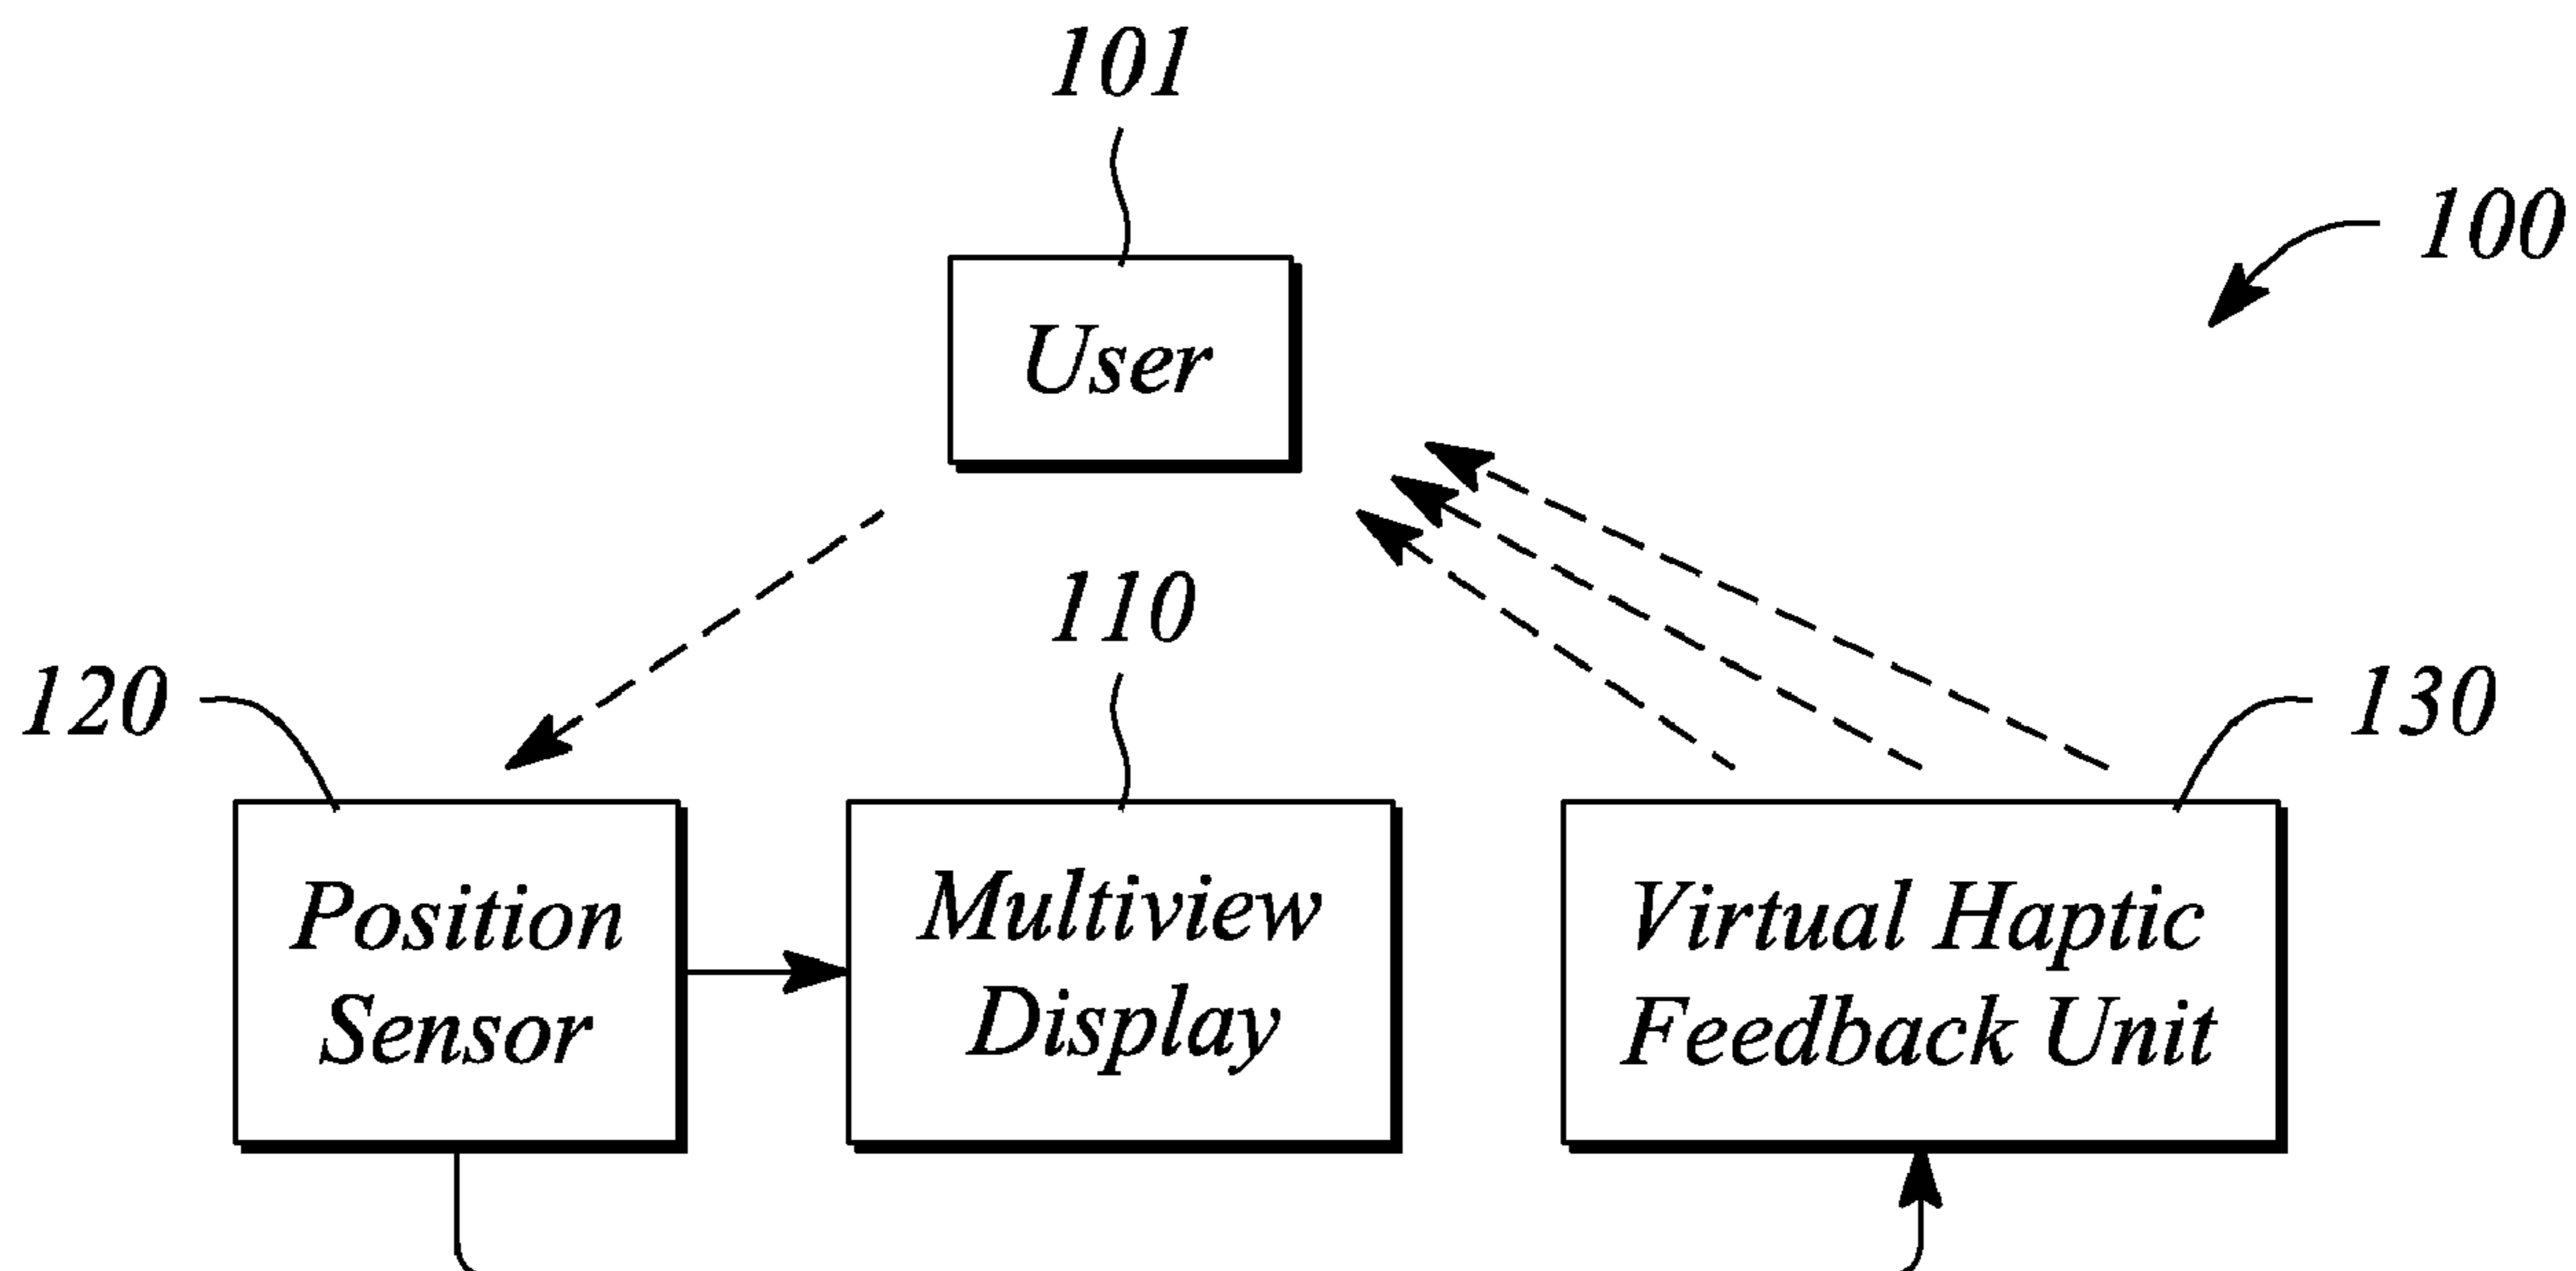 101
100
User
110
120
130
Position
Sensor
Multiview
Display
Virtual Haptic
Feedback Unit